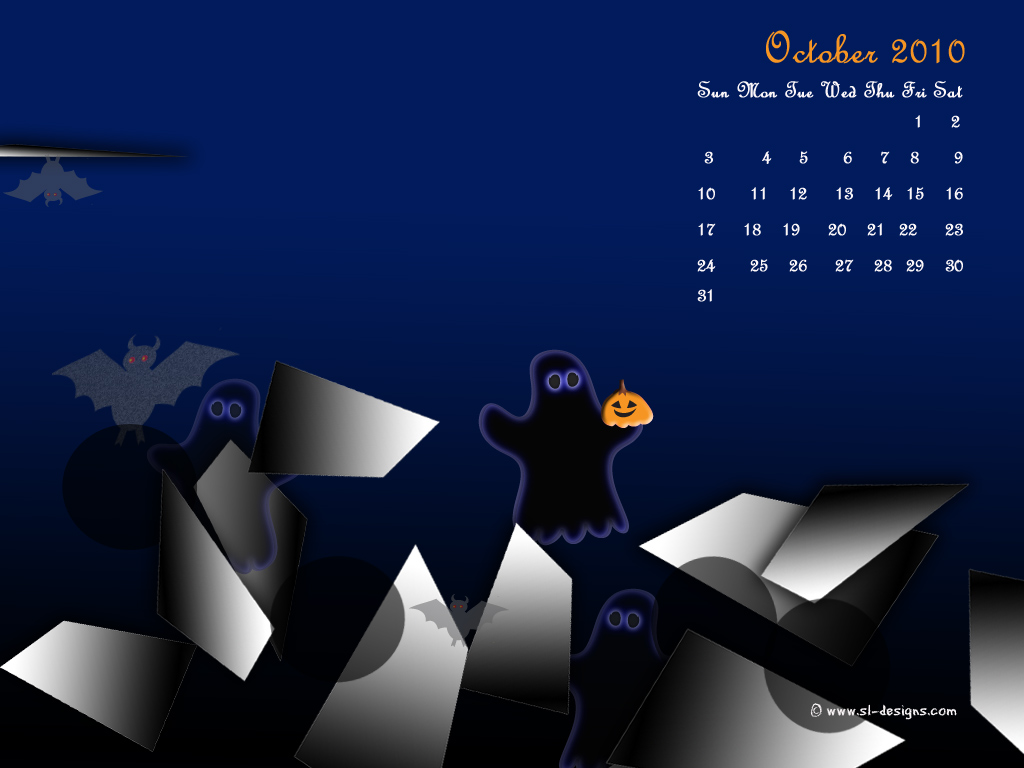 October 2010
Sun Mon Tue Wed Thu Fri Sat
1 2
3 4 5 6 7 8 9
10 11 12 13 14 15 16
17 18 19 20 21 22 23
24 25 26 27 28 29 30
31
© www.sl-designs.com